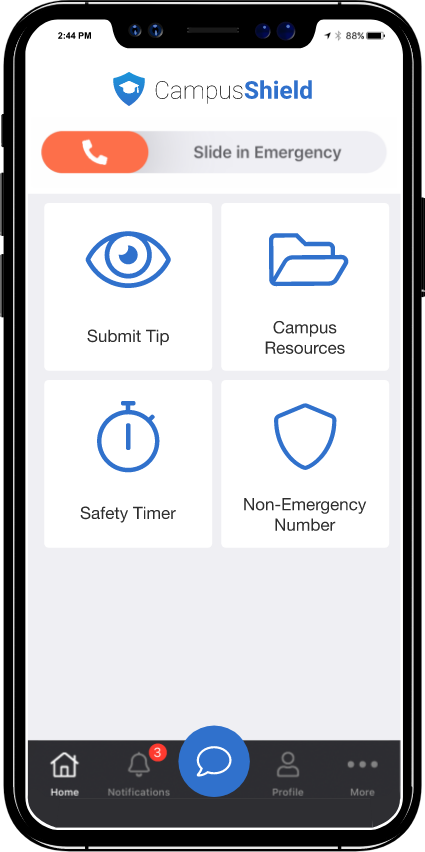 2:44 PM
88%
CampusShield
Slide in Emergency
Submit Tip
Campus
Resources
Safety Timer
Non-Emergency
Number
3
Home
Notifications
Profile
More